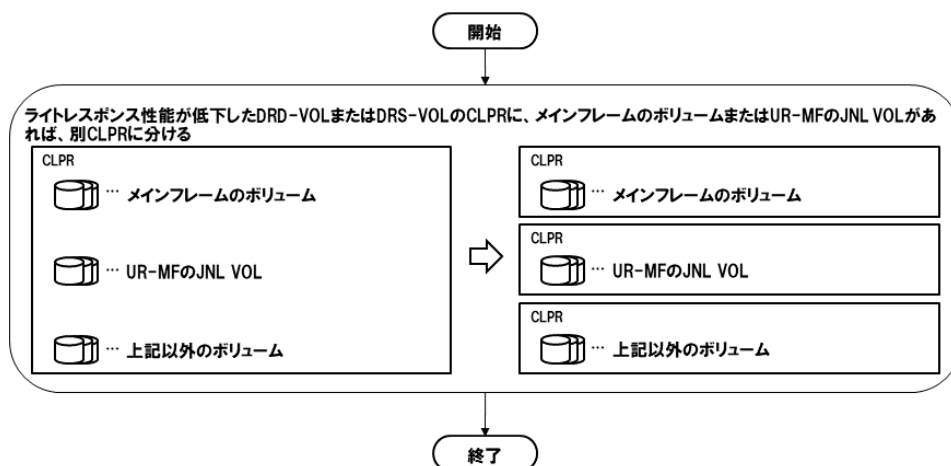 開始
ライトレスポンス性能が低下したDRD-VOLまたはDRS-VOLのCLPRに、メインフレームのボリュームまたはUR-MFのJNL VOLがあ
れば、別CLPRに分ける
CLPR
… メインフレームのボリューム
… UR-MFのJNL VOL
… 上記以外のボリューム
CLPR
… メインフレームのボリューム
CLPR
… UR-MFのJNL VOL
CLPR
… 上記以外のボリューム
終了